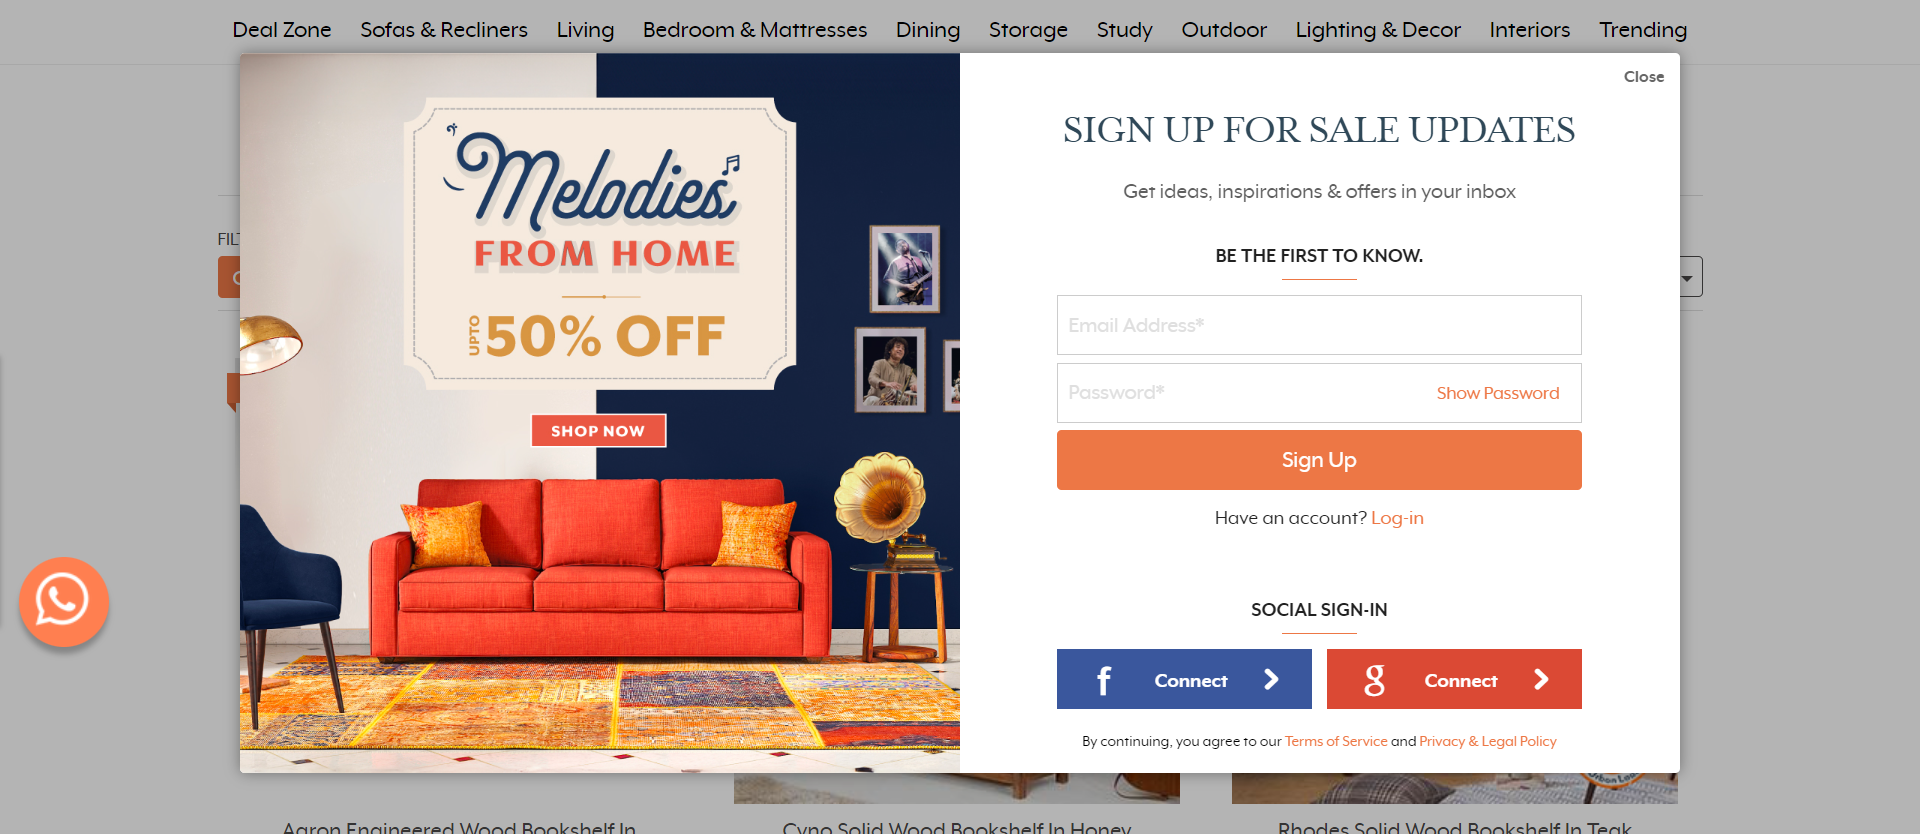 Deal Zone Sofas & Recliners Living Bedroom & Mattresses Dining Storage Study Outdoor Lighting & Decor Interiors Trending
Close
Melodies
FROM HOME
UPTO 50% OFF
SHOP NOW
SIGN UP FOR SALE UPDATES
Get ideas, inspirations & offers in your inbox
BE THE FIRST TO KNOW.
Email Address*
Password* Show Password
Sign Up
Have an account? Log-in
SOCIAL SIGN-IN
f Connect g Connect
By continuing, you agree to our Terms of Service and Privacy & Legal Policy
Aaron Engineered Wood Bookshelf In Cyno Solid Wood Bookshelf In Honey Rhodes Solid Wood Bookshelf In Teak